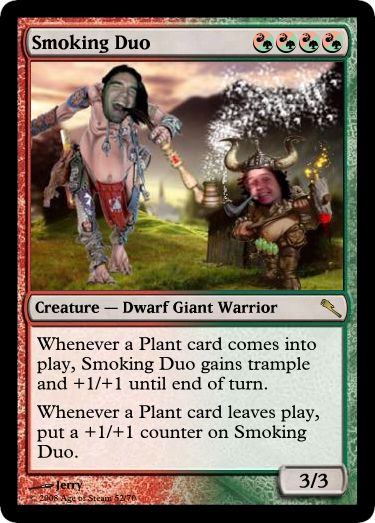 Smoking Duo
Creature — Dwarf Giant Warrior
Whenever a Plant card comes into
play, Smoking Duo gains trample
and +1/+1 until end of turn.
Whenever a Plant card leaves play,
put a +1/+1 counter on Smoking
Duo.
Jerry
© 2008 Age of Steam 52/70
3/3